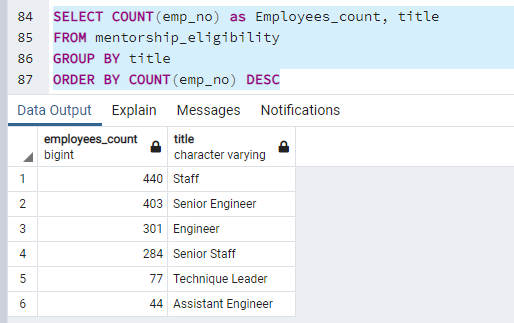 84 SELECT COUNT(emp_no) as Employees_count, title
85 FROM mentorship_eligibility
86 GROUP BY title
87 ORDER BY COUNT(emp_no) DESC
Data Output Explain Messages Notifications
employees_count title
bigint character varying
1 440 Staff
2 403 Senior Engineer
3 301 Engineer
4 284 Senior Staff
5 77 Technique Leader
6 44 Assistant Engineer